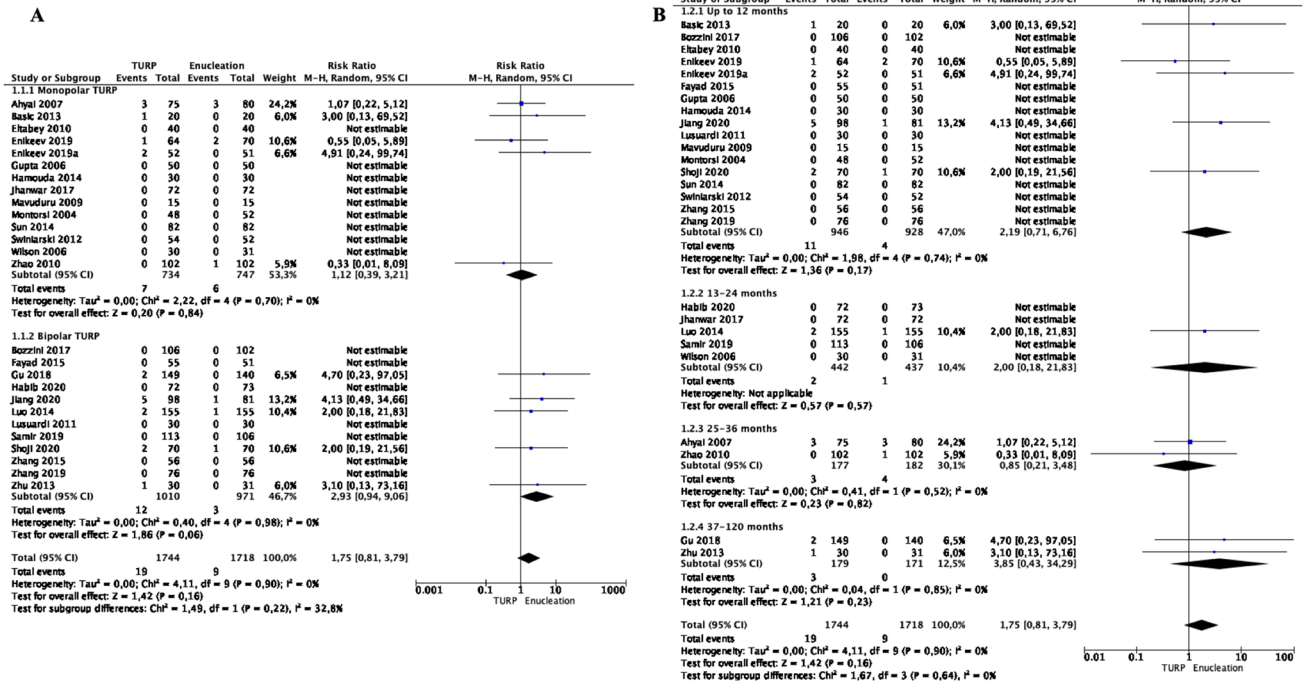 A
TURP Enucleation Risk Ratio Risk Ratio
Study or Subgroup Events Total Events Total Weight M-H, Random, 95% CI M-H, Random, 95% CI
1.1.1 Monopolar TURP
Ahyai 2007 3 75 3 80 24,2% 1,07 [0,22, 5,12]
Basic 2013 1 20 0 20 6,0% 3,00 [0,13, 69,52]
Eltabey 2010 0 40 0 40 Not estimable
Enikeev 2019 1 64 2 70 10,6% 0,55 [0,05, 5,89]
Enikeev 2019a 2 52 0 51 6,6% 4,91 [0,24, 99,74]
Gupta 2006 0 50 0 50 Not estimable
Hamouda 2014 0 30 0 30 Not estimable
Jhanwar 2017 0 72 0 72 Not estimable
Mavuduru 2009 0 15 0 15 Not estimable
Montorsi 2004 0 48 0 52 Not estimable
Sun 2014 0 82 0 82 Not estimable
Swiniarski 2012 0 54 0 52 Not estimable
Wilson 2006 0 30 0 31 Not estimable
Zhao 2010 0 102 1 102 5,9% 0,33 [0,01, 8,09]
Subtotal (95% CI) 734 747 53,3% 1,12 [0,39, 3,21]
Total events 7 6
Heterogeneity: Tau² = 0,00; Chi² = 2,22, df = 4 (P = 0,70); I² = 0%
Test for overall effect: Z = 0,20 (P = 0,84)
1.1.2 Bipolar TURP
Bozzini 2017 0 106 0 102 Not estimable
Fayad 2015 0 55 0 51 Not estimable
Gu 2018 2 149 0 140 6,5% 4,70 [0,23, 97,05]
Habib 2020 0 72 0 73 Not estimable
Jiang 2020 5 98 1 81 13,2% 4,13 [0,49, 34,66]
Luo 2014 2 155 1 155 10,4% 2,00 [0,18, 21,83]
Lusuardi 2011 0 30 0 30 Not estimable
Samir 2019 0 113 0 106 Not estimable
Shoji 2020 2 70 1 70 10,6% 2,00 [0,19, 21,56]
Zhang 2015 0 56 0 56 Not estimable
Zhang 2019 0 76 0 76 Not estimable
Zhu 2013 1 30 0 31 6,0% 3,10 [0,13, 73,16]
Subtotal (95% CI) 1010 971 46,7% 2,93 [0,94, 9,06]
Total events 12 3
Heterogeneity: Tau² = 0,00; Chi² = 0,40, df = 4 (P = 0,98); I² = 0%
Test for overall effect: Z = 1,86 (P = 0,06)
Total (95% CI) 1744 1718 100,0% 1,75 [0,81, 3,79]
Total events 19 9
Heterogeneity: Tau² = 0,00; Chi² = 4,11, df = 9 (P = 0,90); I² = 0%
Test for overall effect: Z = 1,42 (P = 0,16)
Test for subgroup differences: Chi² = 1,49, df = 1 (P = 0,22), I² = 32,8%
0.001 0.1 1 10 1000
TURP Enucleation
B
Study or Subgroup Events Total Events Total Weight M-H, Random, 95% CI M-H, Random, 95% CI
1.2.1 Up to 12 months
Basic 2013 1 20 0 20 6,0% 3,00 [0,13, 69,52]
Bozzini 2017 0 106 0 102 Not estimable
Eltabey 2010 0 40 0 40 Not estimable
Enikeev 2019 1 64 2 70 10,6% 0,55 [0,05, 5,89]
Enikeev 2019a 2 52 0 51 6,6% 4,91 [0,24, 99,74]
Fayad 2015 0 55 0 51 Not estimable
Gupta 2006 0 50 0 50 Not estimable
Hamouda 2014 0 30 0 30 Not estimable
Jiang 2020 5 98 1 81 13,2% 4,13 [0,49, 34,66]
Lusuardi 2011 0 30 0 30 Not estimable
Mavuduru 2009 0 15 0 15 Not estimable
Montorsi 2004 0 48 0 52 Not estimable
Shoji 2020 2 70 1 70 10,6% 2,00 [0,19, 21,56]
Sun 2014 0 82 0 82 Not estimable
Swiniarski 2012 0 54 0 52 Not estimable
Zhang 2015 0 56 0 56 Not estimable
Zhang 2019 0 76 0 76 Not estimable
Subtotal (95% CI) 946 928 47,0% 2,19 [0,71, 6,76]
Total events 11 4
Heterogeneity: Tau² = 0,00; Chi² = 1,98, df = 4 (P = 0,74); I² = 0%
Test for overall effect: Z = 1,36 (P = 0,17)
1.2.2 13-24 months
Habib 2020 0 72 0 73 Not estimable
Jhanwar 2017 0 72 0 72 Not estimable
Luo 2014 2 155 1 155 10,4% 2,00 [0,18, 21,83]
Samir 2019 0 113 0 106 Not estimable
Wilson 2006 0 30 0 31 Not estimable
Subtotal (95% CI) 442 437 10,4% 2,00 [0,18, 21,83]
Total events 2 1
Heterogeneity: Not applicable
Test for overall effect: Z = 0,57 (P = 0,57)
1.2.3 25-36 months
Ahyai 2007 3 75 3 80 24,2% 1,07 [0,22, 5,12]
Zhao 2010 0 102 1 102 5,9% 0,33 [0,01, 8,09]
Subtotal (95% CI) 177 182 30,1% 0,85 [0,21, 3,48]
Total events 3 4
Heterogeneity: Tau² = 0,00; Chi² = 0,41, df = 1 (P = 0,52); I² = 0%
Test for overall effect: Z = 0,23 (P = 0,82)
1.2.4 37-120 months
Gu 2018 2 149 0 140 6,5% 4,70 [0,23, 97,05]
Zhu 2013 1 30 0 31 6,0% 3,10 [0,13, 73,16]
Subtotal (95% CI) 179 171 12,5% 3,85 [0,43, 34,29]
Total events 3 0
Heterogeneity: Tau² = 0,00; Chi² = 0,04, df = 1 (P = 0,85); I² = 0%
Test for overall effect: Z = 1,21 (P = 0,23)
Total (95% CI) 1744 1718 100,0% 1,75 [0,81, 3,79]
Total events 19 9
Heterogeneity: Tau² = 0,00; Chi² = 4,11, df = 9 (P = 0,90); I² = 0%
Test for overall effect: Z = 1,42 (P = 0,16)
Test for subgroup differences: Chi² = 1,67, df = 3 (P = 0,64), I² = 0%
0.01 0.1 1 10 100
TURP Enucleation